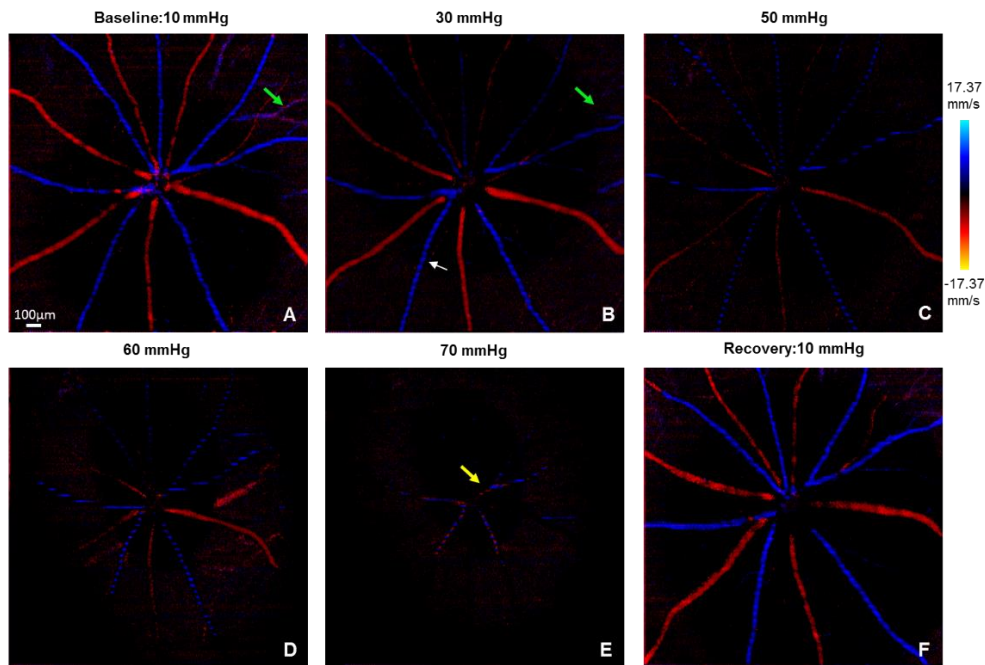 Baseline:10 mmHg
30 mmHg
50 mmHg
17.37
mm/s
-17.37
mm/s
100μm
A
B
C
60 mmHg
70 mmHg
Recovery:10 mmHg
D
E
F